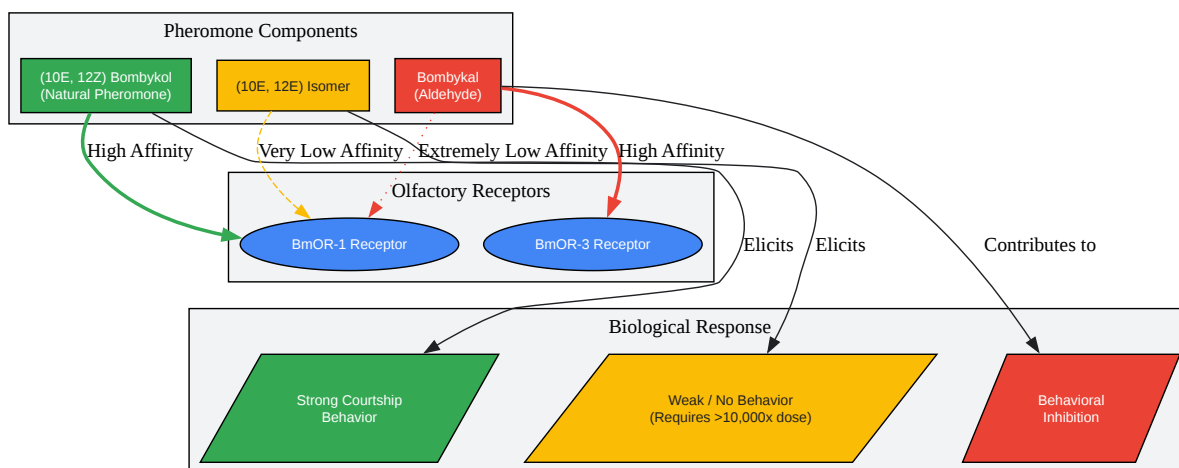 Pheromone Components
(10E, 12Z) Bombykol
(Natural Pheromone)
(10E, 12E) Isomer
Bombykal
(Aldehyde)
High Affinity
Very Low Affinity
Extremely Low Affinity
High Affinity
Olfactory Receptors
BmOR-1 Receptor
BmOR-3 Receptor
Elicits
Elicits
Contributes to
Biological Response
Strong Courtship
Behavior
Weak / No Behavior
(Requires >10,000x dose)
Behavioral
Inhibition